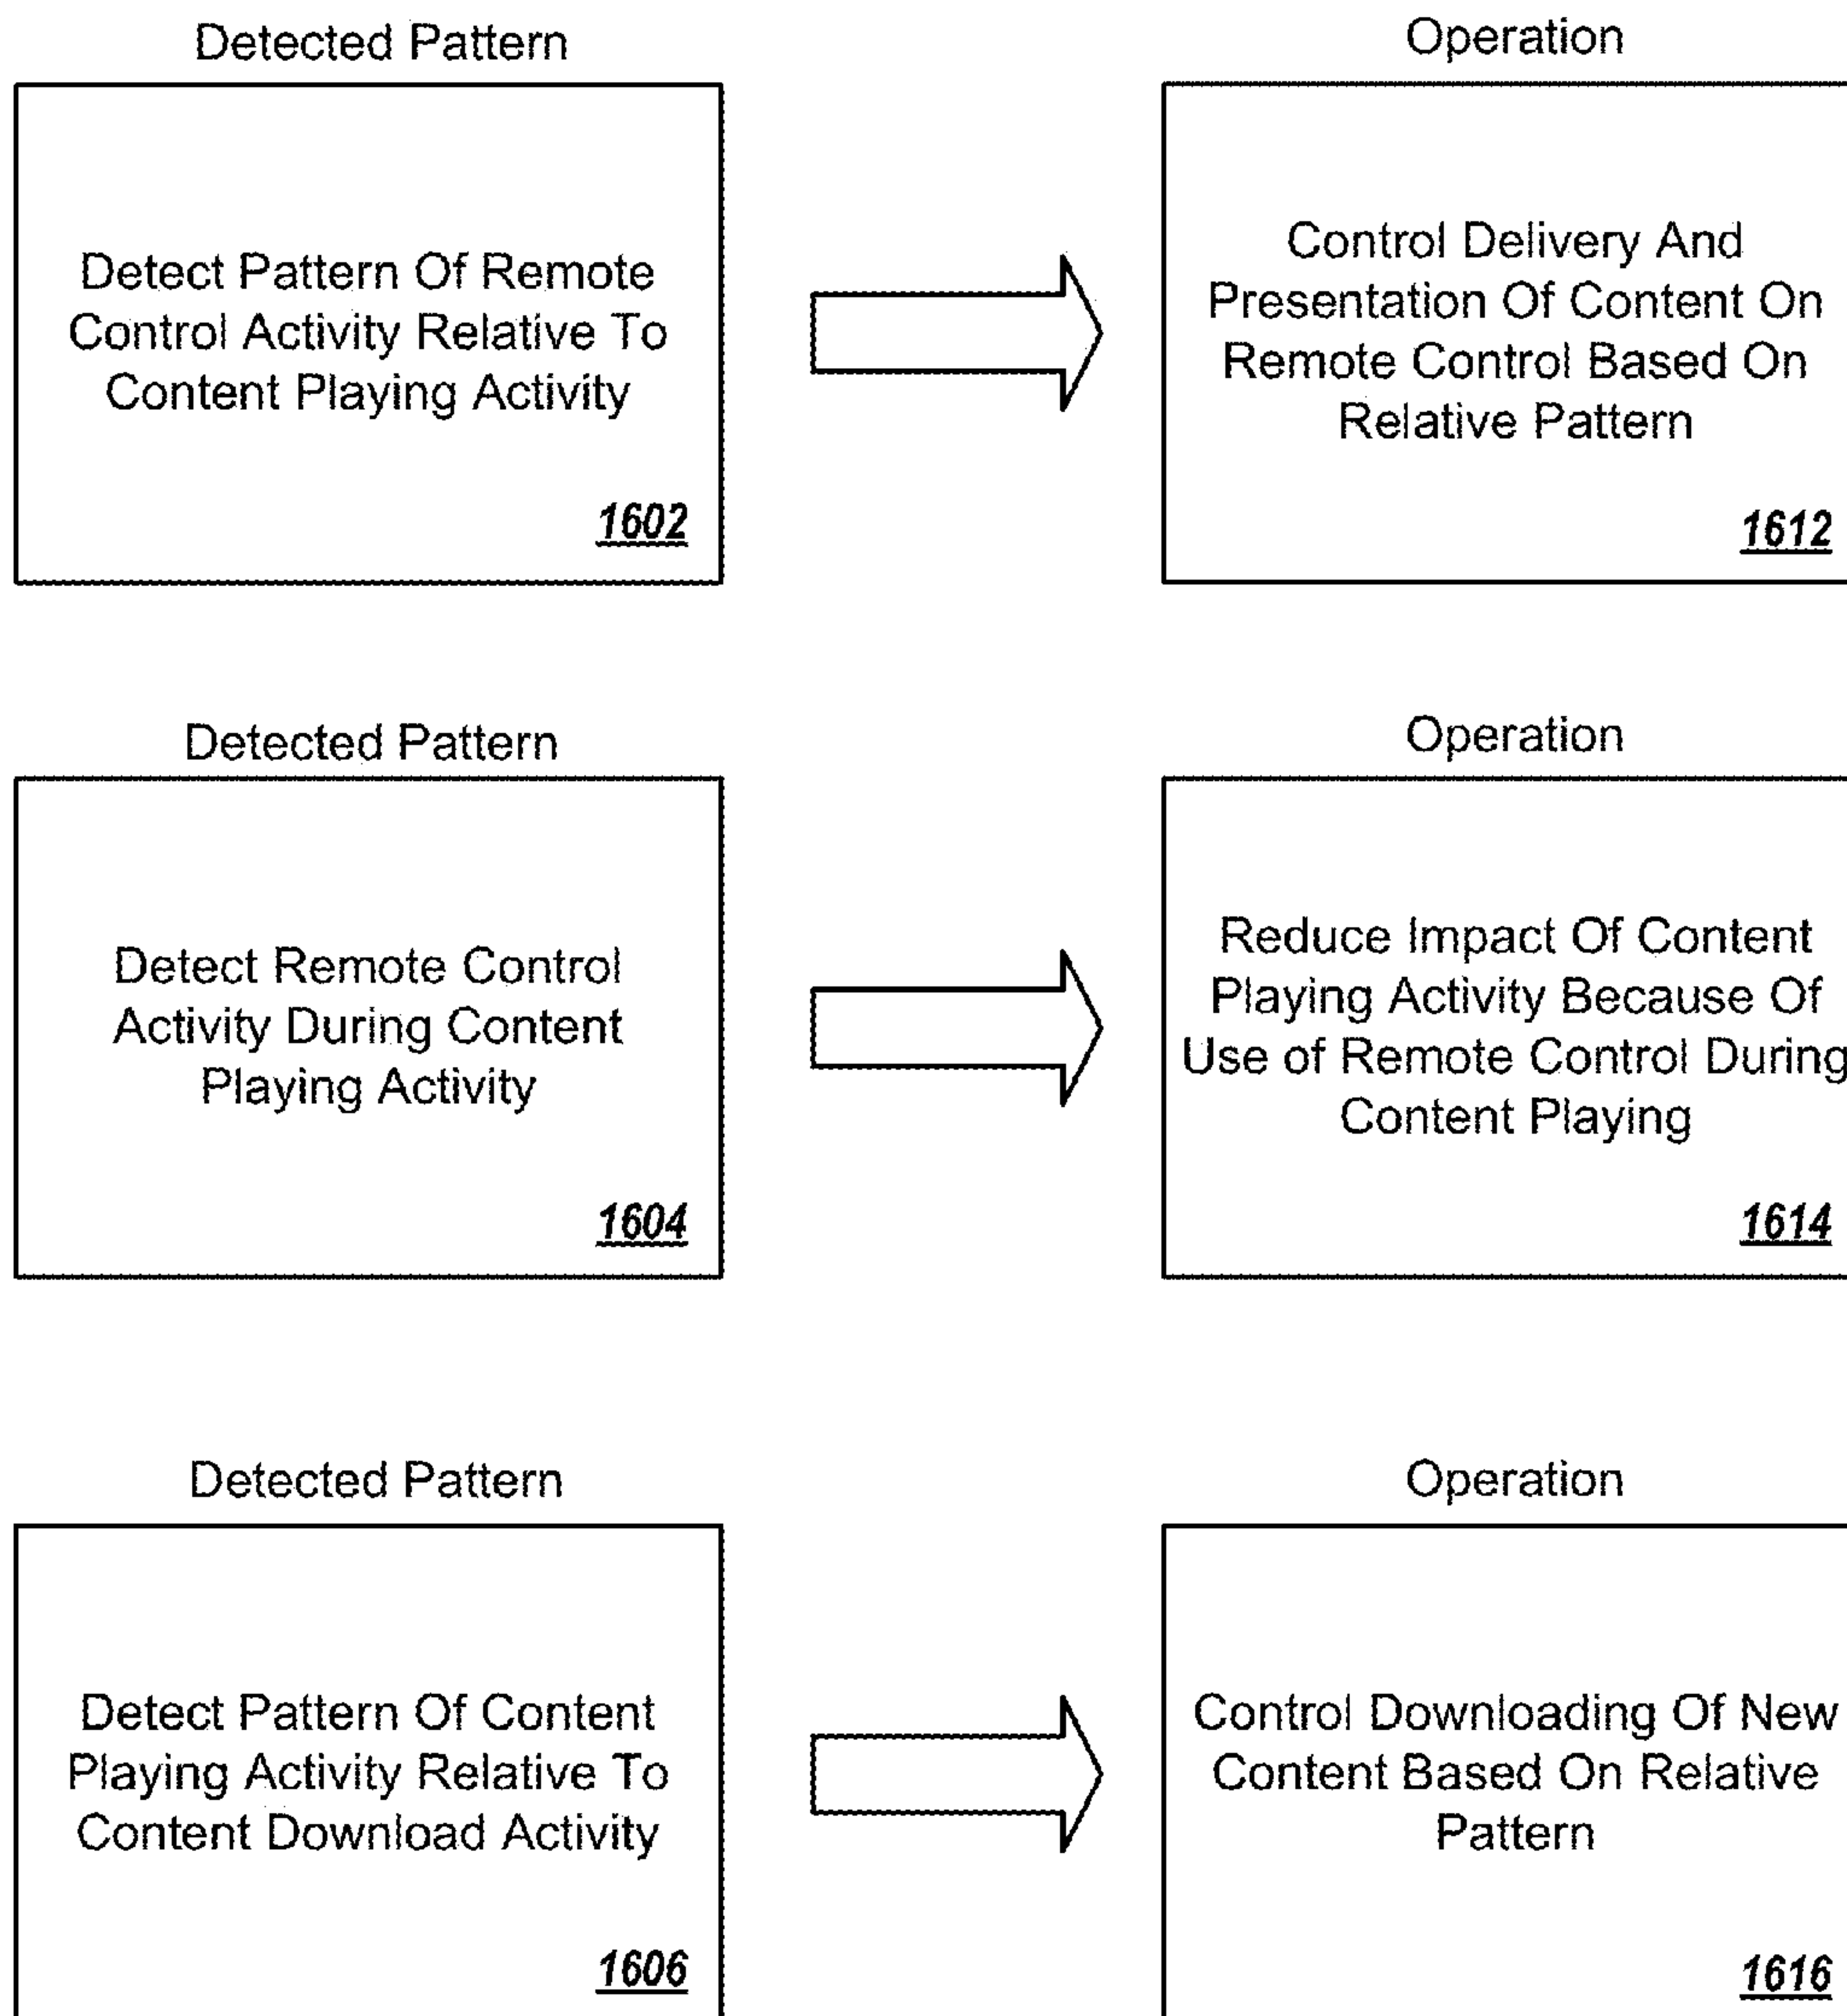 Detected Pattern
Detect Pattern Of Remote
Control Activity Relative To
Content Playing Activity
1602
Operation
Control Delivery And
Presentation Of Content On
Remote Control Based On
Relative Pattern
1612
Detected Pattern
Detect Remote Control
Activity During Content
Playing Activity
1604
Operation
Reduce Impact Of Content
Playing Activity Because Of
Use of Remote Control During
Content Playing
1614
Detected Pattern
Detect Pattern Of Content
Playing Activity Relative To
Content Download Activity
1606
Operation
Control Downloading Of New
Content Based On Relative
Pattern
1616